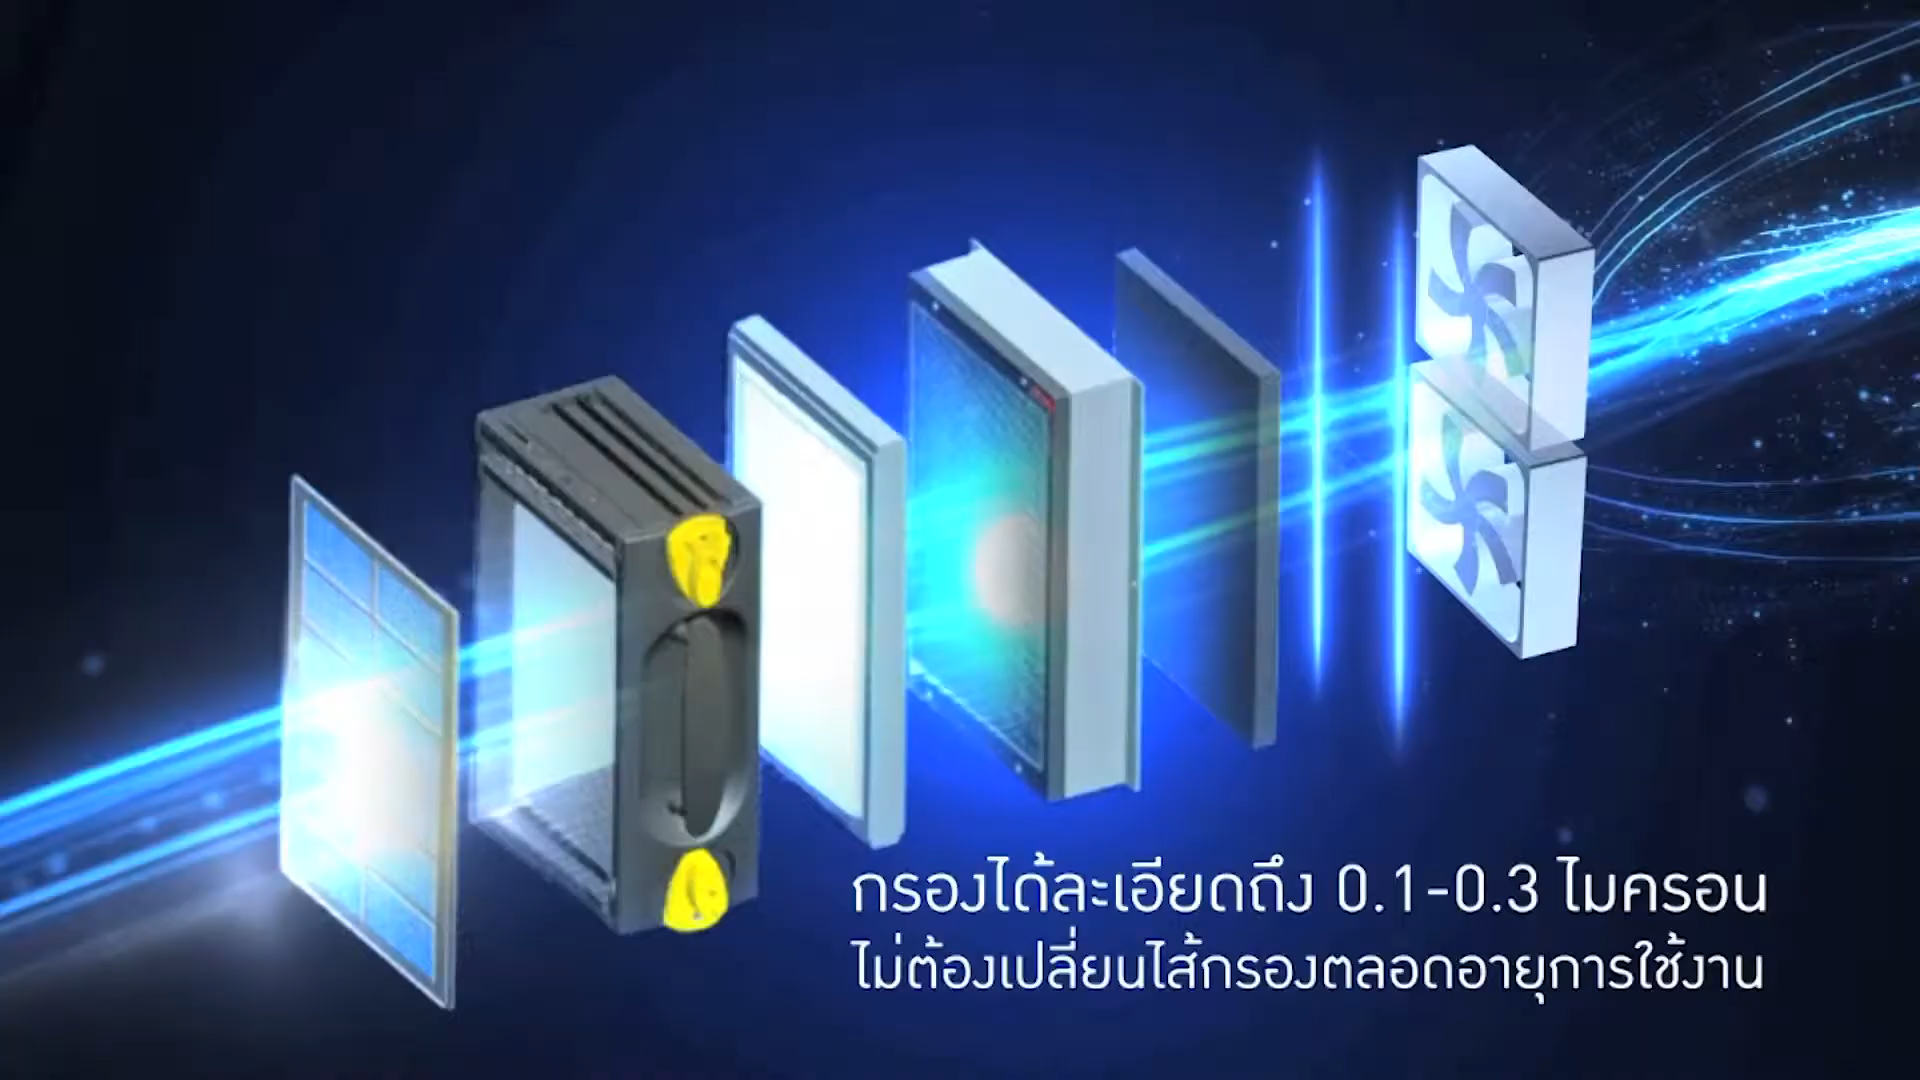 กรองได้ละเอียดถึง 0.1-0.3 ไมครอน
ไม่ต้องเปลี่ยนไส้กรองตลอดอายุการใช้งาน